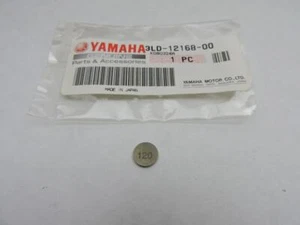 YAMAHA
3LD-12168-00
1 PC
Parts & Accessories
YAMAHA MOTOR CO.,LTD.
MADE IN JAPAN
120